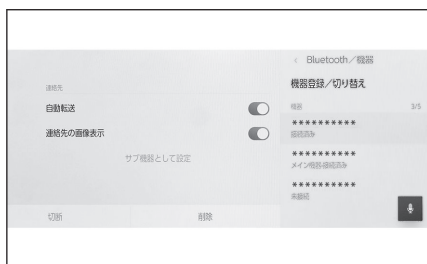 連絡先
自動転送
連絡先の画像表示
サブ機器として設定
切断
削除
Bluetooth／機器
機器登録／切り替え
機器
3/5
**********
接続済み
**********
メイン機器接続済み
**********
未接続